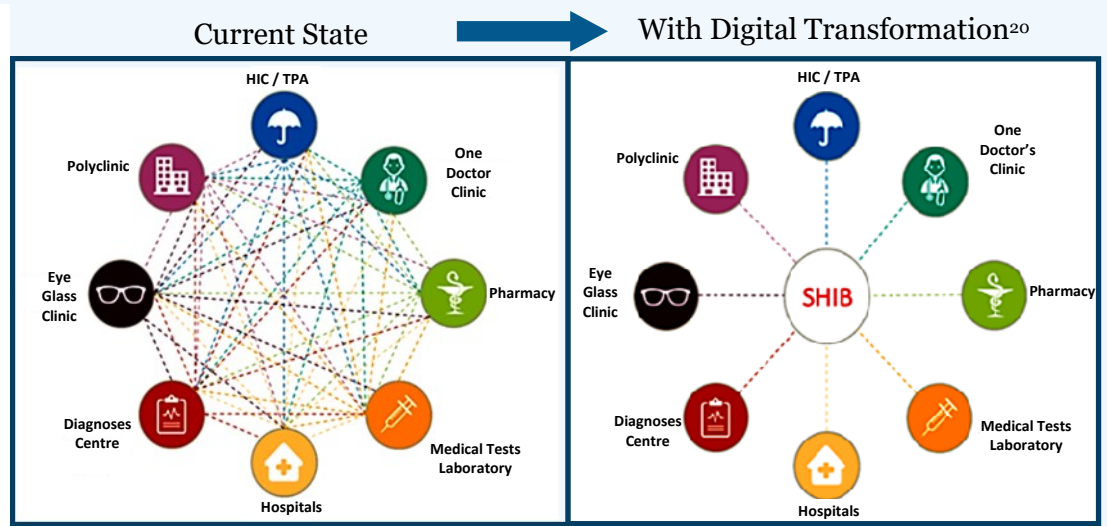 Current State
With Digital Transformation²⁰
HIC / TPA
Polyclinic
One
Doctor
Clinic
Eye
Glass
Clinic
Pharmacy
Diagnoses
Centre
Medical Tests
Laboratory
Hospitals
HIC / TPA
Polyclinic
One
Doctor's
Clinic
Eye
Glass
Clinic
SHIB
Pharmacy
Diagnoses
Centre
Medical Tests
Laboratory
Hospitals